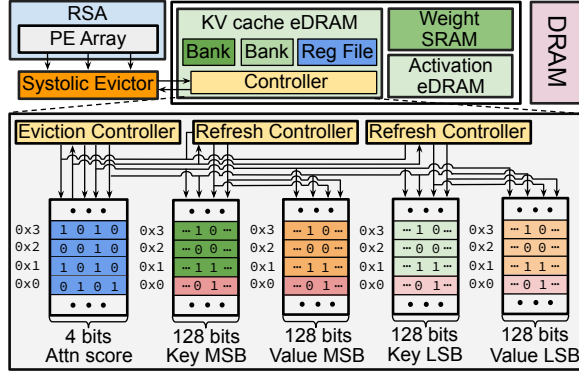 RSA
PE Array
Systolic Evictor
KV cache eDRAM
Bank
Bank
Reg File
Controller
Weight
SRAM
Activation
eDRAM
DRAM
Eviction Controller
Refresh Controller
Refresh Controller
• • •
• • •
• • •
• • •
• • •
0x3 1 0 1 0
0x3 ··· 1 0 ···
0x3 ··· 1 0 ···
0x3 ··· 1 0 ···
0x3 ··· 1 0 ···
0x2 0 0 1 0
0x2 ··· 0 0 ···
0x2 ··· 0 0 ···
0x2 ··· 0 0 ···
0x2 ··· 0 0 ···
0x1 1 0 1 0
0x1 ··· 1 1 ···
0x1 ··· 1 1 ···
0x1 ··· 1 1 ···
0x1 ··· 1 1 ···
0x0 0 1 0 1
0x0 ··· 0 1 ···
0x0 ··· 0 1 ···
0x0 ··· 0 1 ···
0x0 ··· 0 1 ···
• • •
• • •
• • •
• • •
• • •
4 bits
Attn score
128 bits
Key MSB
128 bits
Value MSB
128 bits
Key LSB
128 bits
Value LSB